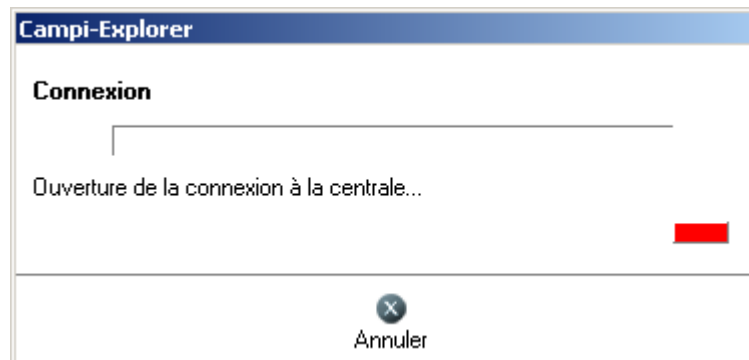 Campi-Explorer
Connexion
Ouverture de la connexion à la centrale...
Annuler